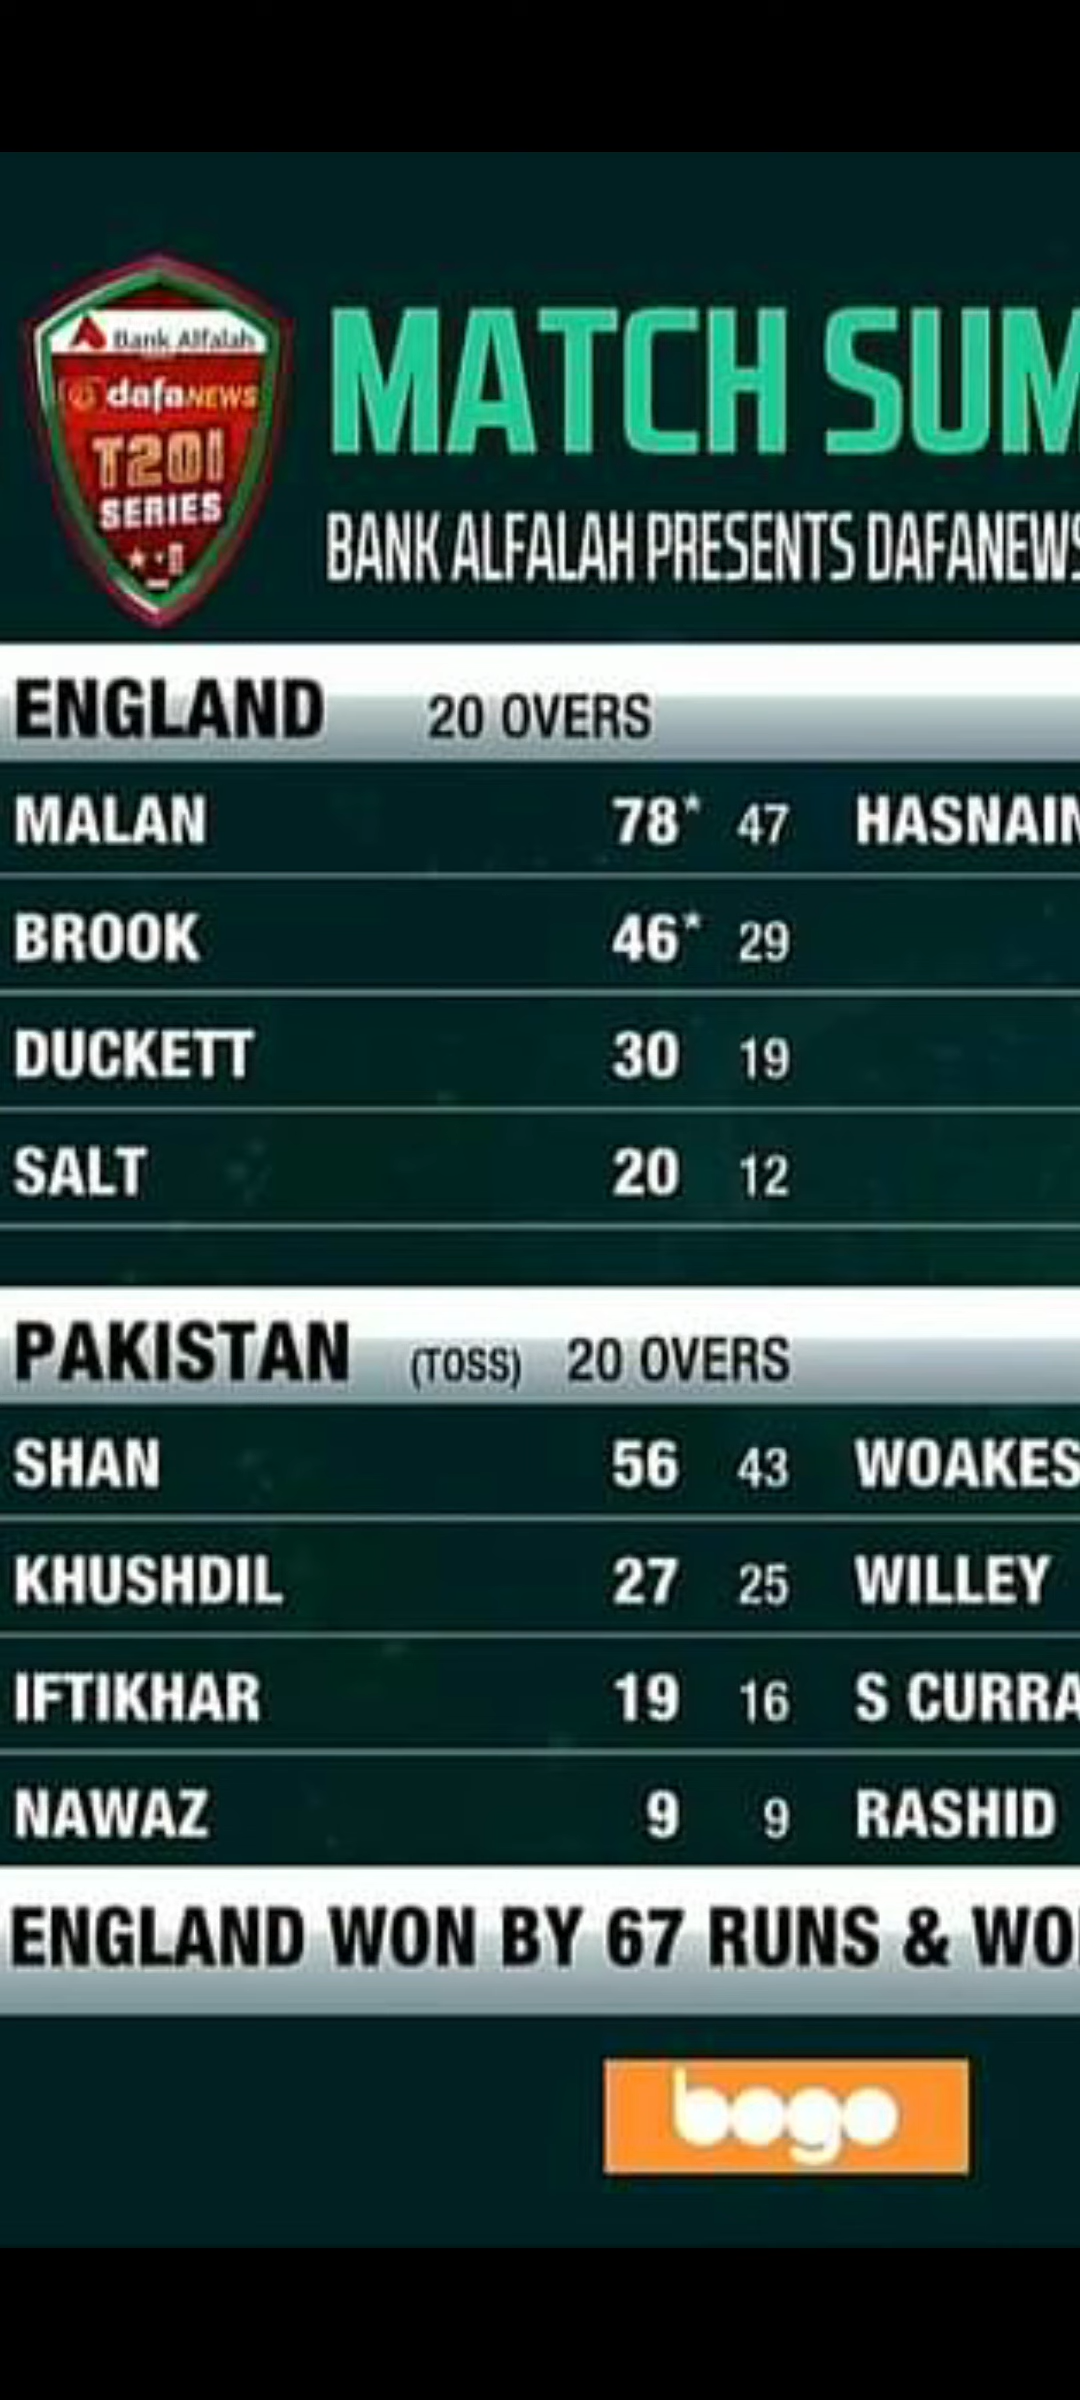 Bank Alfalah
dafaNEWS
T20I
SERIES
MATCH SUM
BANK ALFALAH PRESENTS DAFANEWS
ENGLAND 20 OVERS
MALAN 78* 47 HASNAIN
BROOK 46* 29
DUCKETT 30 19
SALT 20 12
PAKISTAN (TOSS) 20 OVERS
SHAN 56 43 WOAKES
KHUSHDIL 27 25 WILLEY
IFTIKHAR 19 16 S CURRA
NAWAZ 9 9 RASHID
ENGLAND WON BY 67 RUNS & WO
bogo